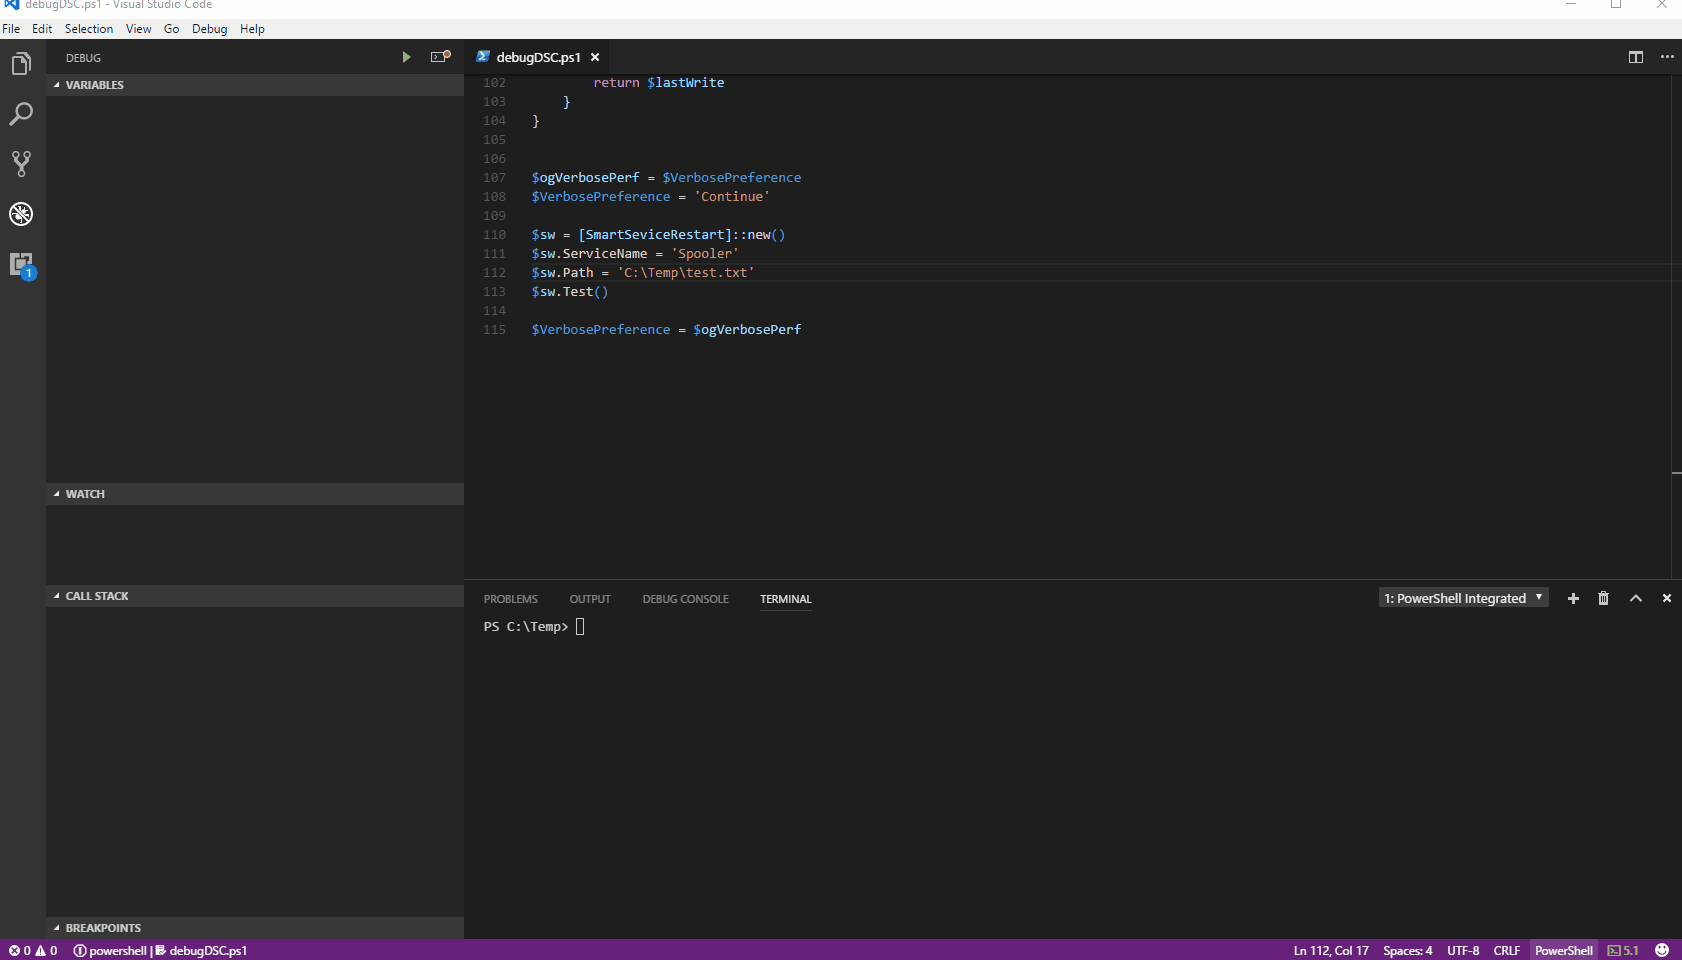 debugDSC.ps1 - Visual Studio Code
File Edit Selection View Go Debug Help
DEBUG
VARIABLES
WATCH
CALL STACK
BREAKPOINTS
1
debugDSC.ps1
102 return $lastWrite
103 }
104 }
105
106
107 $ogVerbosePerf = $VerbosePreference
108 $VerbosePreference = 'Continue'
109
110 $sw = [SmartSeviceRestart]::new()
111 $sw.ServiceName = 'Spooler'
112 $sw.Path = 'C:\Temp\test.txt'
113 $sw.Test()
114
115 $VerbosePreference = $ogVerbosePerf
PROBLEMS OUTPUT DEBUG CONSOLE TERMINAL 1: PowerShell Integrated
PS C:\Temp>
0 0 powershell | debugDSC.ps1 Ln 112, Col 17 Spaces: 4 UTF-8 CRLF PowerShell 5.1